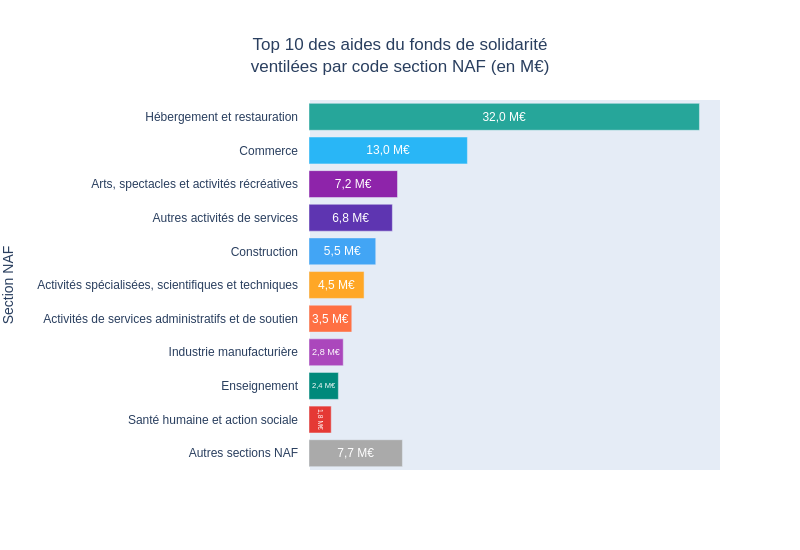 Top 10 des aides du fonds de solidarité
ventilées par code section NAF (en M€)
Section NAF
Hébergement et restauration 32,0 M€
Commerce 13,0 M€
Arts, spectacles et activités récréatives 7,2 M€
Autres activités de services 6,8 M€
Construction 5,5 M€
Activités spécialisées, scientifiques et techniques 4,5 M€
Activités de services administratifs et de soutien 3,5 M€
Industrie manufacturière 2,8 M€
Enseignement 2,4 M€
Santé humaine et action sociale 1,8 M€
Autres sections NAF 7,7 M€